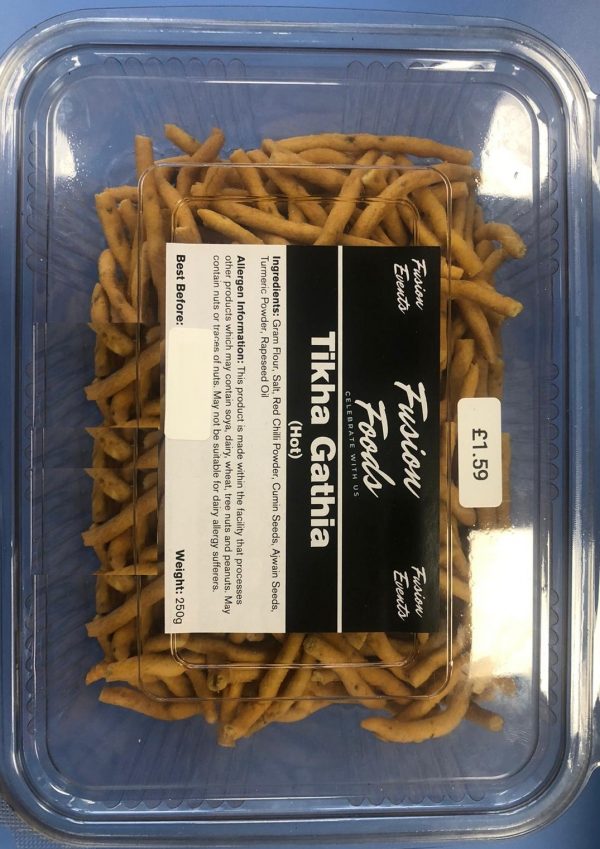 £1.59
Fusion
Events
Fusion
Foods
CELEBRATE WITH US
Fusion
Events
Tikha Gathia
(Hot)
Ingredients: Gram Flour, Salt, Red Chilli Powder, Cumin Seeds, Ajwain Seeds,
Turmeric Powder, Rapeseed Oil
Allergen Information: This product is made within the facility that processes
other products which may contain soya, dairy, wheat, tree nuts and peanuts. May
contain nuts or traces of nuts. May not be suitable for dairy allergy sufferers.
Best Before: Weight: 250g